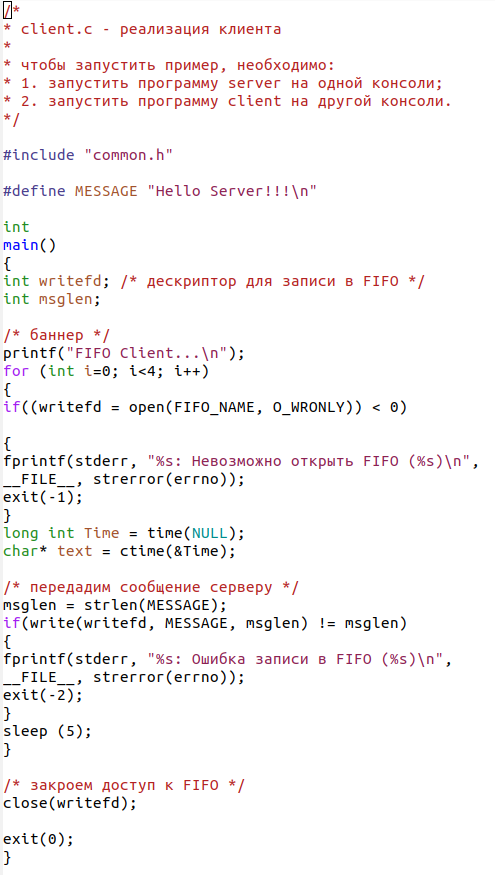 /*
* client.c - реализация клиента
*
* чтобы запустить пример, необходимо:
* 1. запустить программу server на одной консоли;
* 2. запустить программу client на другой консоли.
*/
#include "common.h"
#define MESSAGE "Hello Server!!!\n"
int
main()
{
int writefd; /* дескриптор для записи в FIFO */
int msglen;
/* баннер */
printf("FIFO Client...\n");
for (int i=0; i<4; i++)
{
if((writefd = open(FIFO_NAME, O_WRONLY)) < 0)
{
fprintf(stderr, "%s: Невозможно открыть FIFO (%s)\n",
__FILE__, strerror(errno));
exit(-1);
}
long int Time = time(NULL);
char* text = ctime(&Time);
/* передадим сообщение серверу */
msglen = strlen(MESSAGE);
if(write(writefd, MESSAGE, msglen) != msglen)
{
fprintf(stderr, "%s: Ошибка записи в FIFO (%s)\n",
__FILE__, strerror(errno));
exit(-2);
}
sleep (5);
}
/* закроем доступ к FIFO */
close(writefd);
exit(0);
}